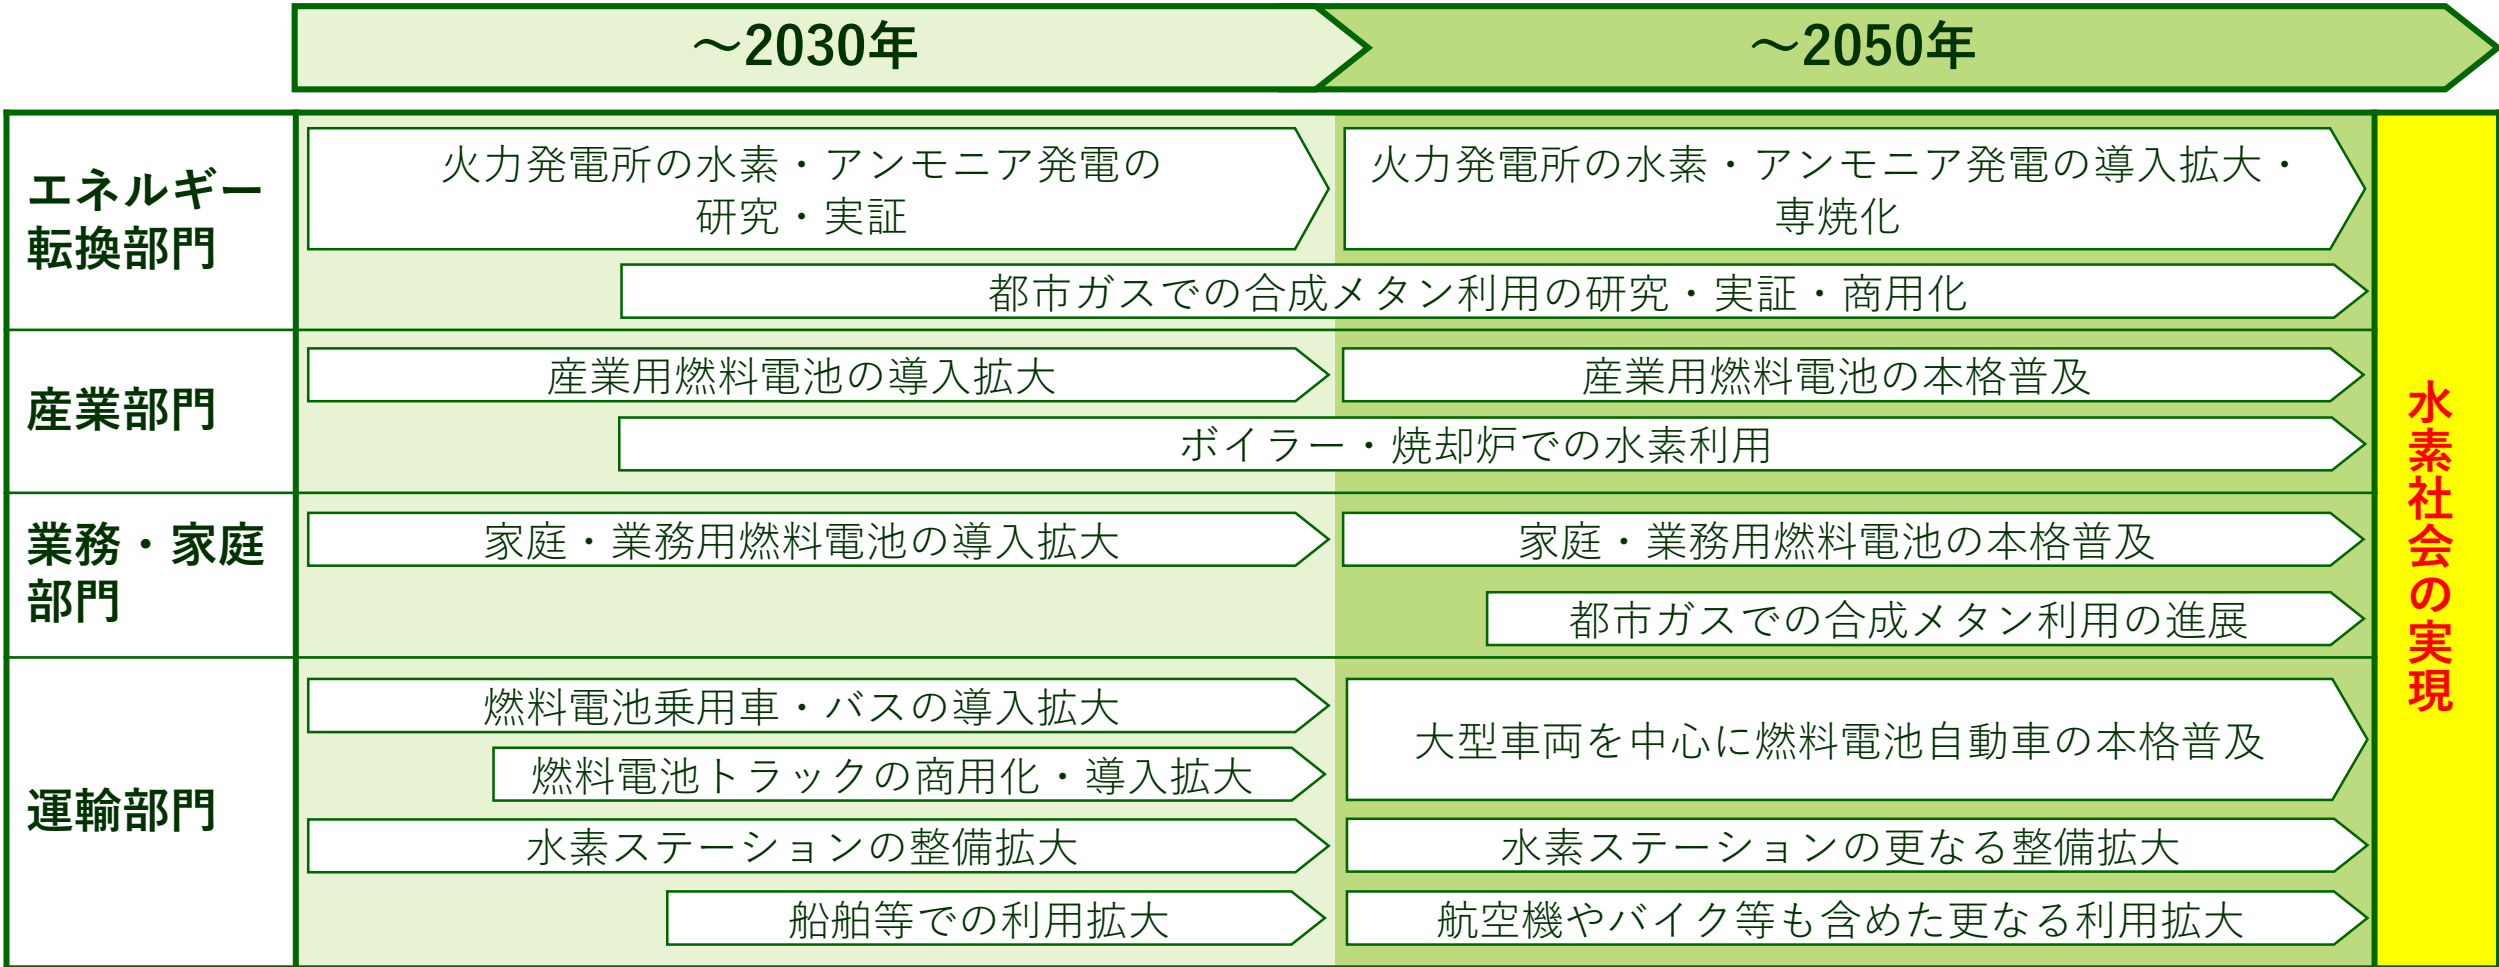 ～2030年
～2050年
エネルギー
転換部門
火力発電所の水素・アンモニア発電の
研究・実証
火力発電所の水素・アンモニア発電の導入拡大・
専焼化
都市ガスでの合成メタン利用の研究・実証・商用化
産業部門
産業用燃料電池の導入拡大
産業用燃料電池の本格普及
ボイラー・焼却炉での水素利用
業務・家庭
部門
家庭・業務用燃料電池の導入拡大
家庭・業務用燃料電池の本格普及
都市ガスでの合成メタン利用の進展
運輸部門
燃料電池乗用車・バスの導入拡大
燃料電池トラックの商用化・導入拡大
大型車両を中心に燃料電池自動車の本格普及
水素ステーションの整備拡大
水素ステーションの更なる整備拡大
船舶等での利用拡大
航空機やバイク等も含めた更なる利用拡大
水素社会の実現